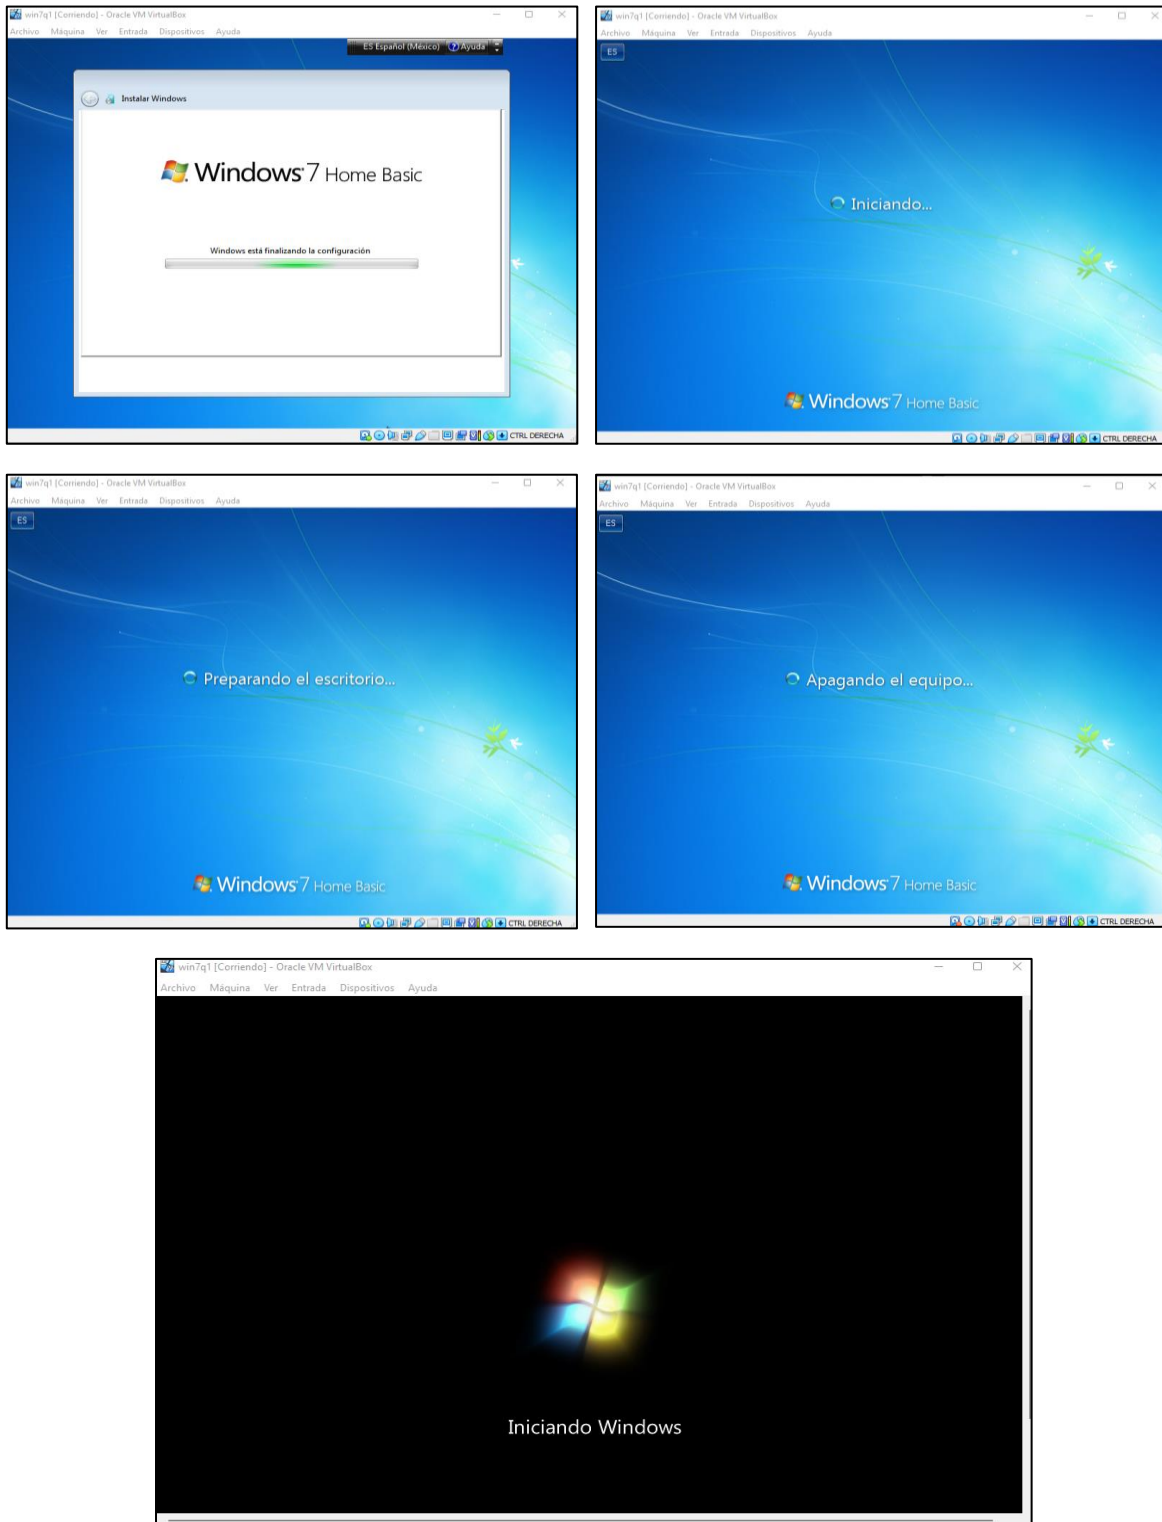 win7q1 [Corriendo] - Oracle VM VirtualBox
Archivo Máquina Ver Entrada Dispositivos Ayuda
ES Español (México) ? Ayuda
Instalar Windows
Windows 7 Home Basic
Windows está finalizando la configuración
CTRL DERECHA
win7q1 [Corriendo] - Oracle VM VirtualBox
Archivo Máquina Ver Entrada Dispositivos Ayuda
ES
Iniciando...
Windows 7 Home Basic
CTRL DERECHA
win7q1 [Corriendo] - Oracle VM VirtualBox
Archivo Máquina Ver Entrada Dispositivos Ayuda
ES
Preparando el escritorio...
Windows 7 Home Basic
CTRL DERECHA
win7q1 [Corriendo] - Oracle VM VirtualBox
Archivo Máquina Ver Entrada Dispositivos Ayuda
ES
Apagando el equipo...
Windows 7 Home Basic
CTRL DERECHA
win7q1 [Corriendo] - Oracle VM VirtualBox
Archivo Máquina Ver Entrada Dispositivos Ayuda
Iniciando Windows